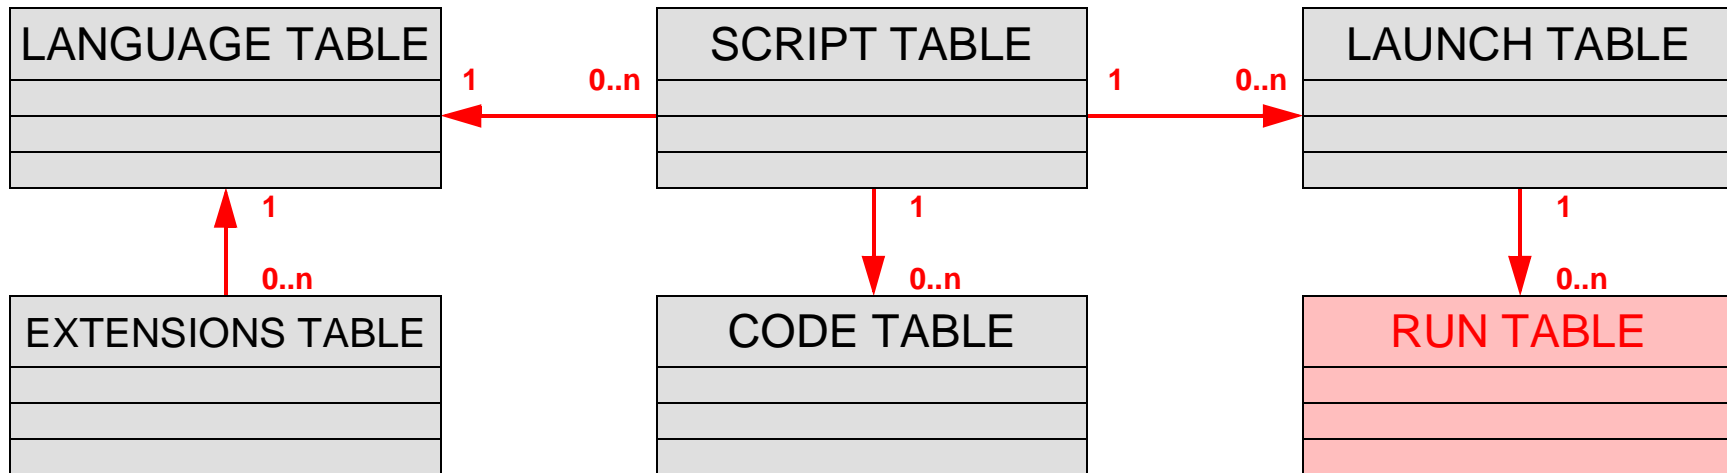 LANGUAGE TABLE
SCRIPT TABLE
LAUNCH TABLE
1
0..n
1
0..n
1
1
1
0..n
0..n
0..n
EXTENSIONS TABLE
CODE TABLE
RUN TABLE